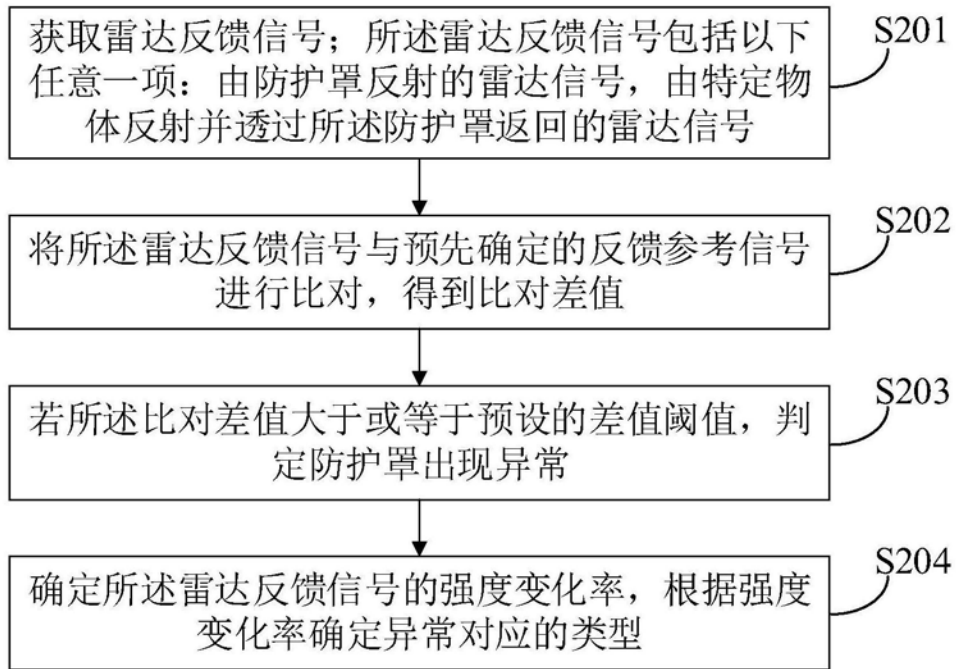 获取雷达反馈信号；所述雷达反馈信号包括以下
任意一项：由防护罩反射的雷达信号，由特定物
体反射并透过所述防护罩返回的雷达信号
S201
将所述雷达反馈信号与预先确定的反馈参考信号
进行比对，得到比对差值
S202
若所述比对差值大于或等于预设的差值阈值，判
定防护罩出现异常
S203
确定所述雷达反馈信号的强度变化率，根据强度
变化率确定异常对应的类型
S204